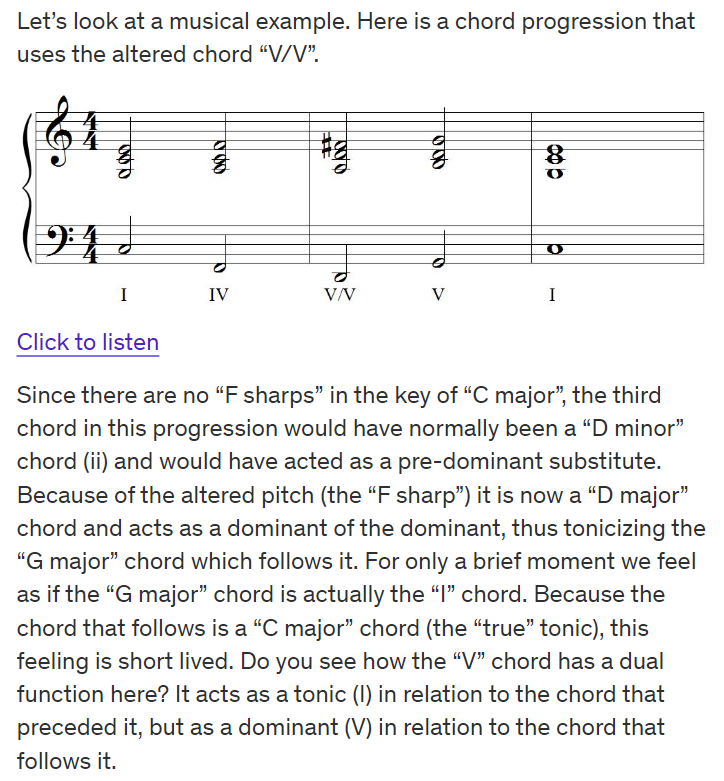 Let’s look at a musical example. Here is a chord progression that
uses the altered chord “V/V”.
4
4
4
4
I IV V/V V I
Click to listen
Since there are no “F sharps” in the key of “C major”, the third
chord in this progression would have normally been a “D minor”
chord (ii) and would have acted as a pre-dominant substitute.
Because of the altered pitch (the “F sharp”) it is now a “D major”
chord and acts as a dominant of the dominant, thus tonicizing the
“G major” chord which follows it. For only a brief moment we feel
as if the “G major” chord is actually the “I” chord. Because the
chord that follows is a “C major” chord (the “true” tonic), this
feeling is short lived. Do you see how the “V” chord has a dual
function here? It acts as a tonic (I) in relation to the chord that
preceded it, but as a dominant (V) in relation to the chord that
follows it.